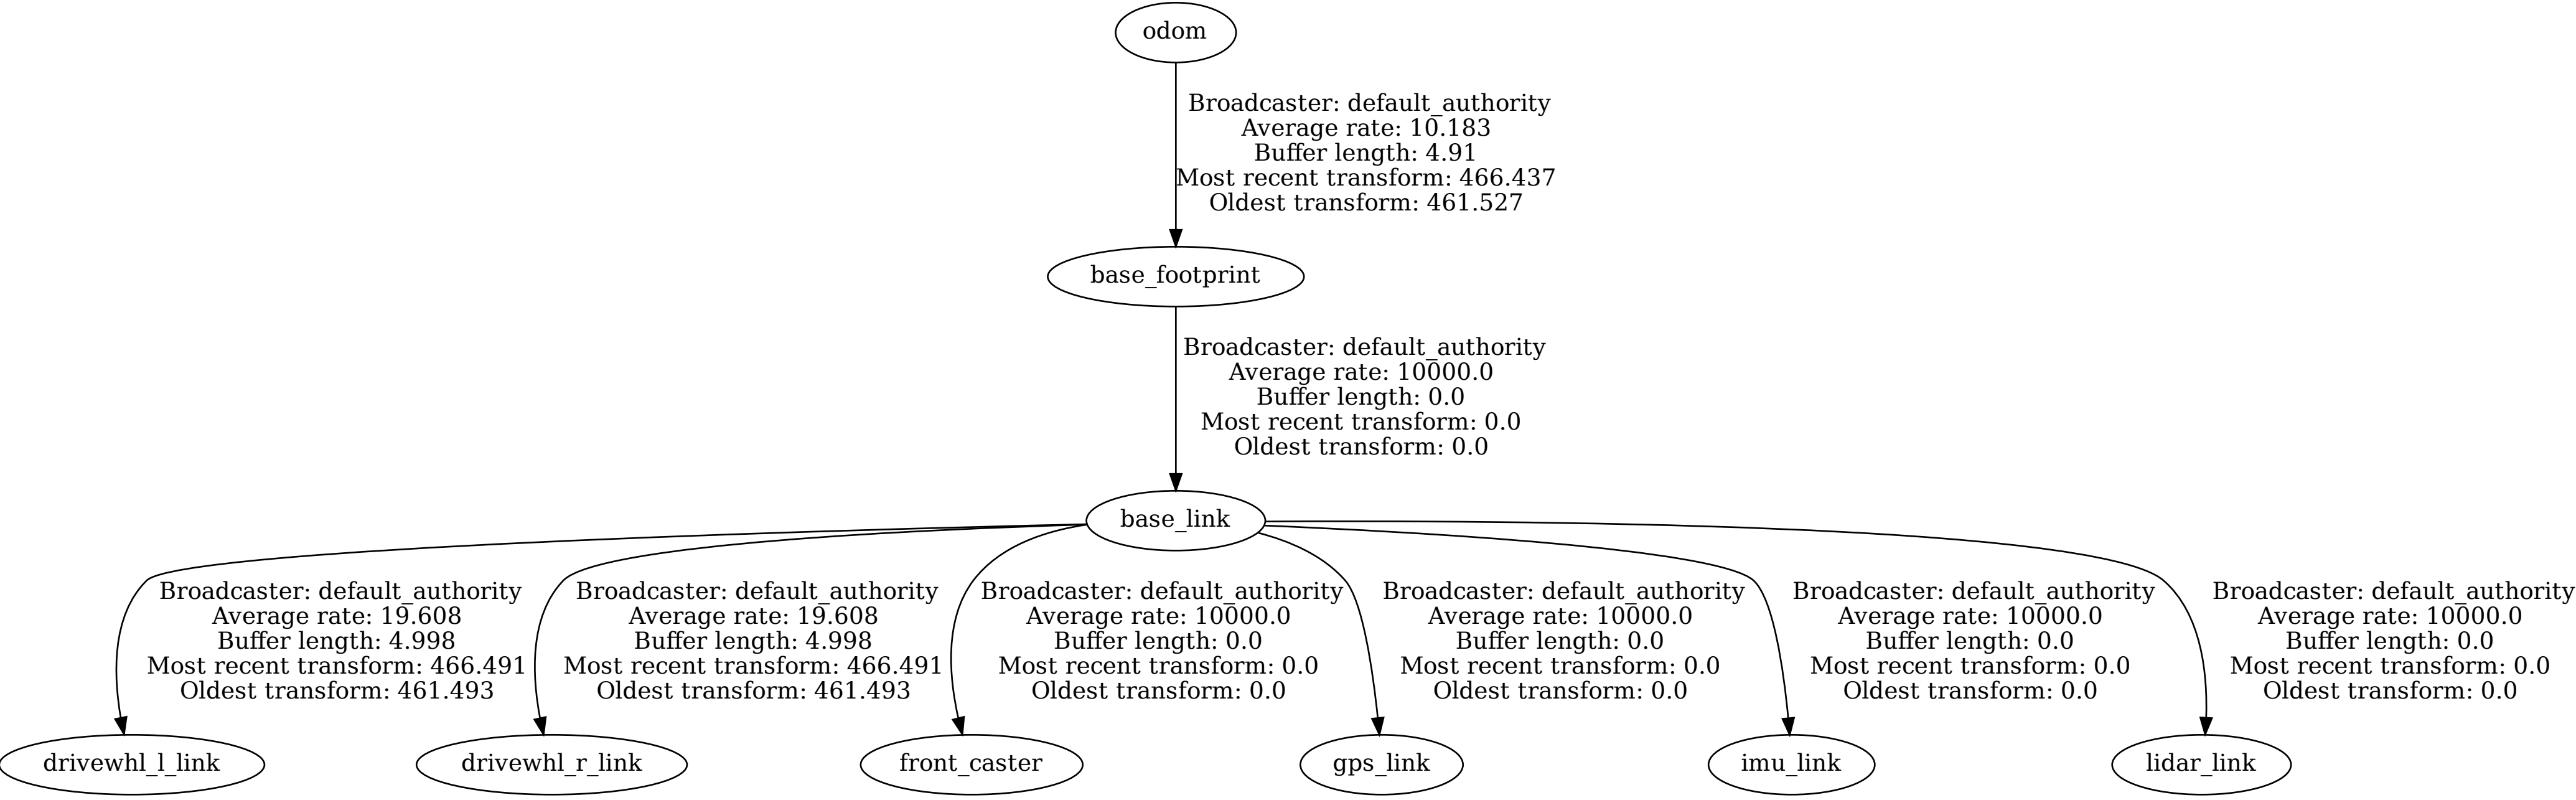 odom
Broadcaster: default_authority
Average rate: 10.183
Buffer length: 4.91
Most recent transform: 466.437
Oldest transform: 461.527
base_footprint
Broadcaster: default_authority
Average rate: 10000.0
Buffer length: 0.0
Most recent transform: 0.0
Oldest transform: 0.0
base_link
Broadcaster: default_authority
Average rate: 19.608
Buffer length: 4.998
Most recent transform: 466.491
Oldest transform: 461.493
Broadcaster: default_authority
Average rate: 19.608
Buffer length: 4.998
Most recent transform: 466.491
Oldest transform: 461.493
Broadcaster: default_authority
Average rate: 10000.0
Buffer length: 0.0
Most recent transform: 0.0
Oldest transform: 0.0
Broadcaster: default_authority
Average rate: 10000.0
Buffer length: 0.0
Most recent transform: 0.0
Oldest transform: 0.0
Broadcaster: default_authority
Average rate: 10000.0
Buffer length: 0.0
Most recent transform: 0.0
Oldest transform: 0.0
Broadcaster: default_authority
Average rate: 10000.0
Buffer length: 0.0
Most recent transform: 0.0
Oldest transform: 0.0
drivewhl_l_link
drivewhl_r_link
front_caster
gps_link
imu_link
lidar_link